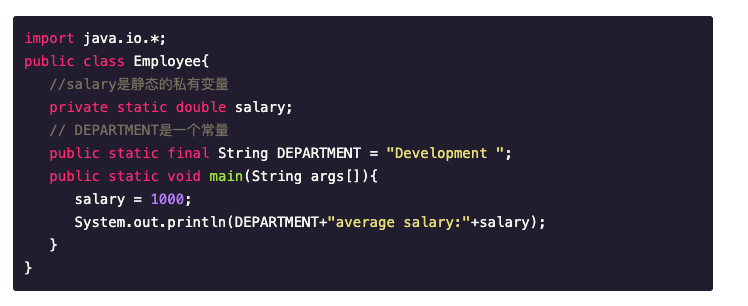 import java.io.*;
public class Employee{
//salary是静态的私有变量
private static double salary;
// DEPARTMENT是一个常量
public static final String DEPARTMENT = "Development ";
public static void main(String args[]){
salary = 1000;
System.out.println(DEPARTMENT+"average salary:"+salary);
}
}